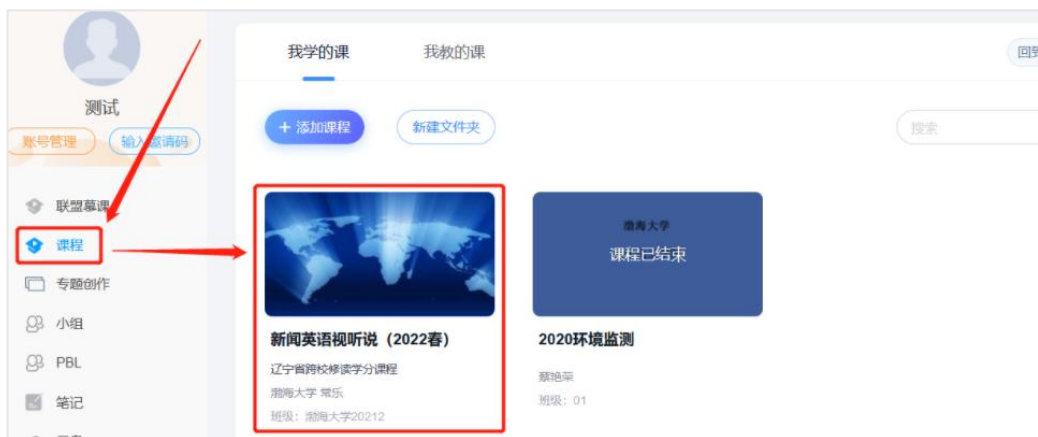 测试
账号管理
输入邀请码
联盟慕课
课程
专题创作
小组
PBL
笔记
我学的课
我教的课
回到
+ 添加课程
新建文件夹
搜索
新闻英语视听说（2022春）
辽宁省跨校修读学分课程
渤海大学 常乐
班级：渤海大学20212
渤海大学
课程已结束
2020环境监测
蔡艳荣
班级：01